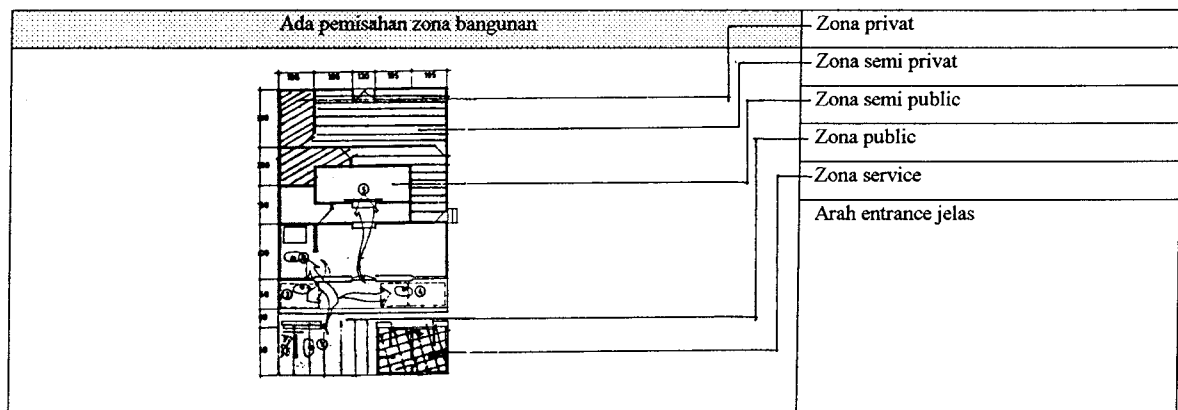 Ada pemisahan zona bangunan
Zona privat
Zona semi privat
Zona semi public
Zona public
Zona service
Arah entrance jelas